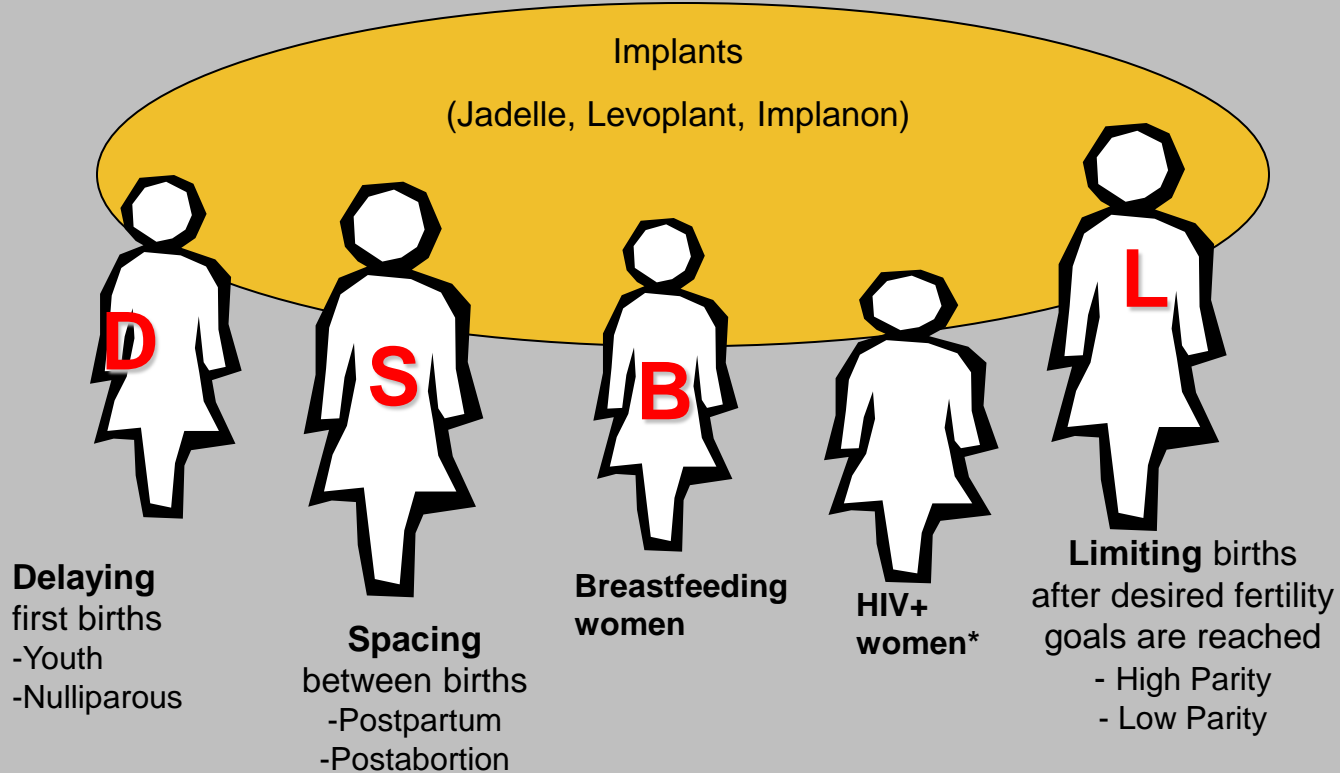 Implants
(Jadelle, Levoplant, Implanon)
D
S
B
L
Delaying
first births
-Youth
-Nulliparous
Spacing
between births
-Postpartum
-Postabortion
Breastfeeding
women
HIV+
women*
Limiting births
after desired fertility
goals are reached
- High Parity
- Low Parity